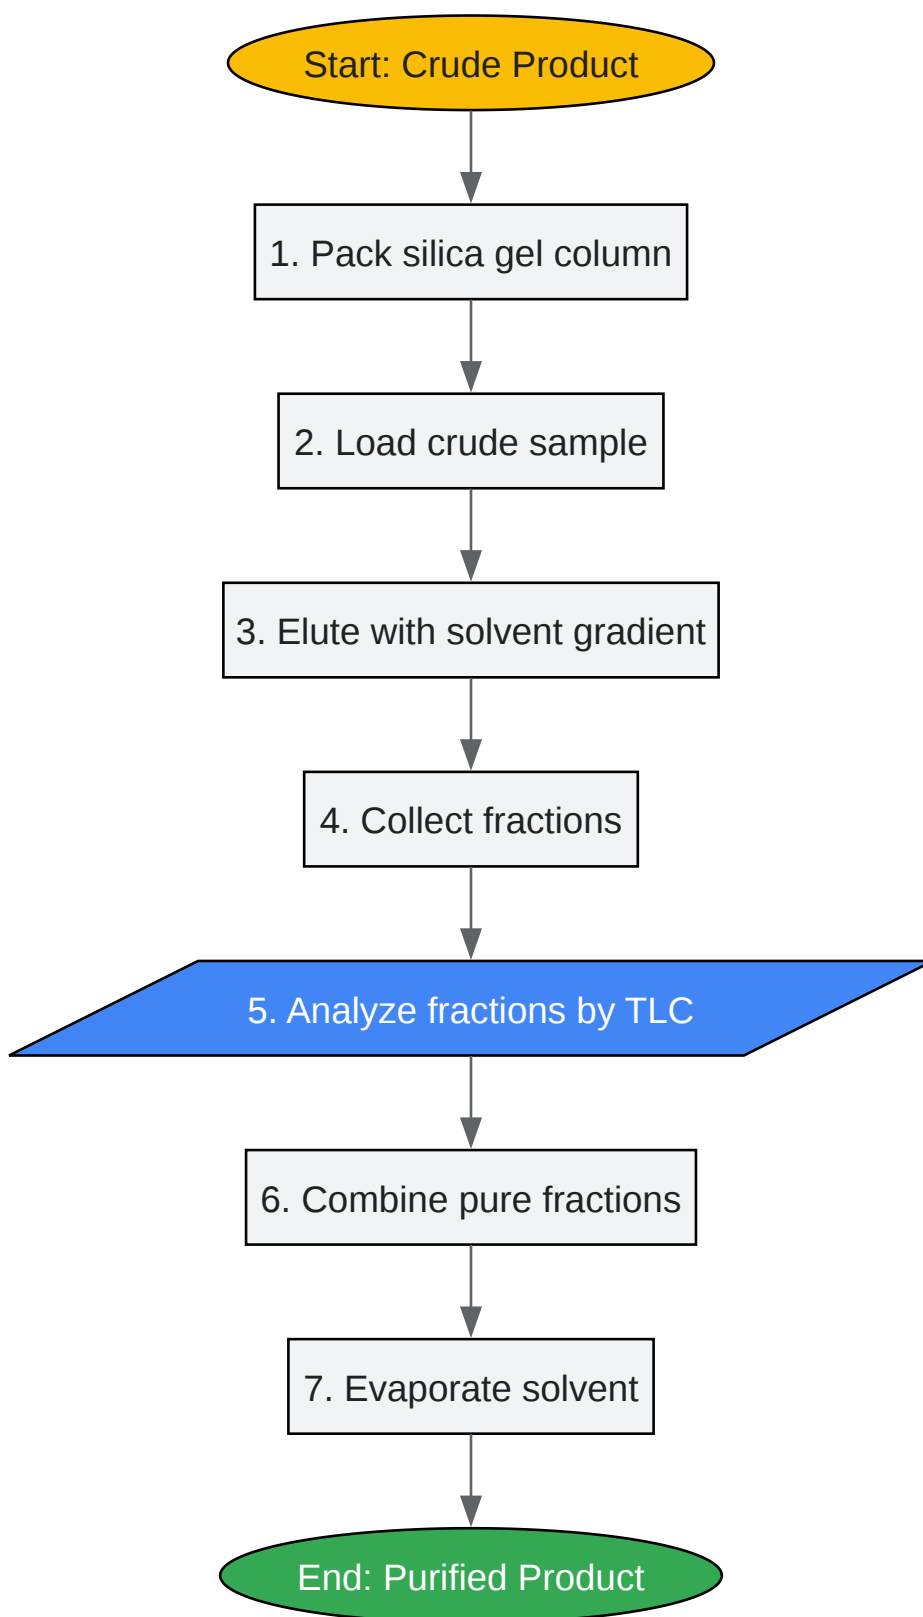 Start: Crude Product
1. Pack silica gel column
2. Load crude sample
3. Elute with solvent gradient
4. Collect fractions
5. Analyze fractions by TLC
6. Combine pure fractions
7. Evaporate solvent
End: Purified Product